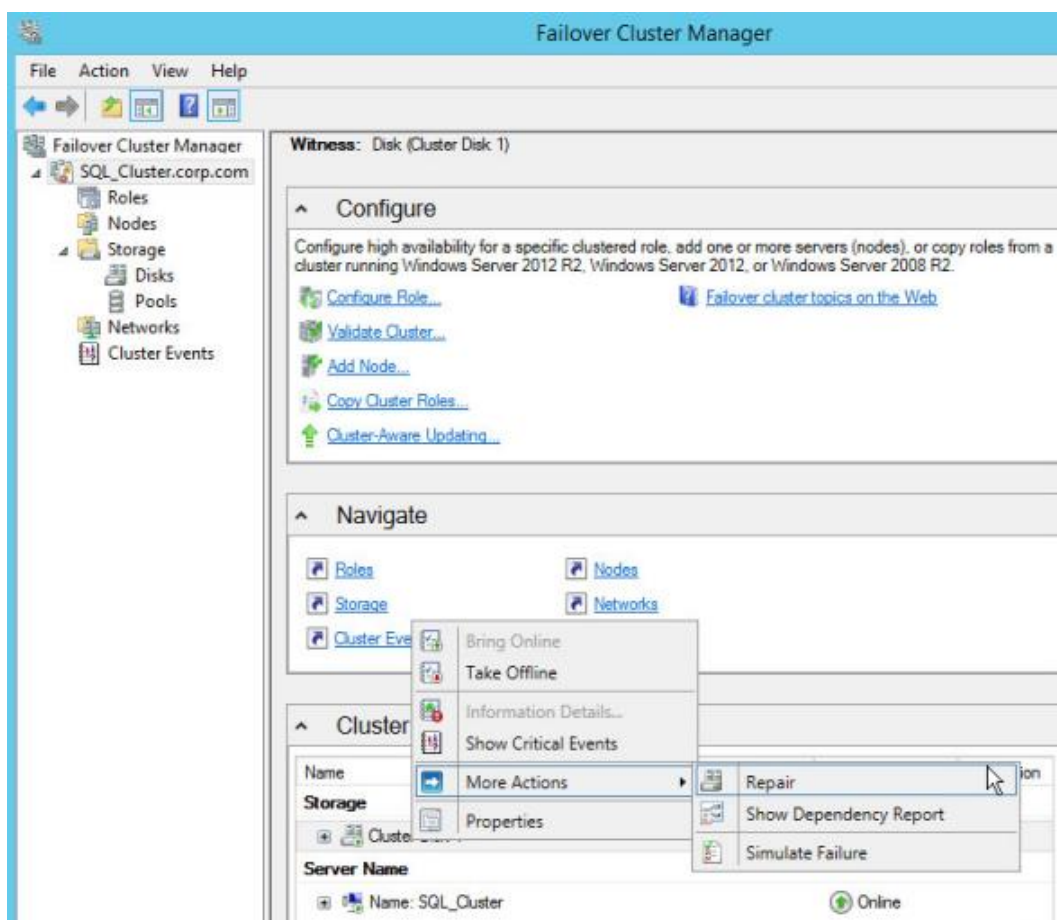 Failover Cluster Manager
File Action View Help
Failover Cluster Manager
SQL_Cluster.corp.com
Roles
Nodes
Storage
Disks
Pools
Networks
Cluster Events
Witness: Disk (Cluster Disk 1)
Configure
Configure high availability for a specific clustered role, add one or more servers (nodes), or copy roles from a
cluster running Windows Server 2012 R2, Windows Server 2012, or Windows Server 2008 R2.
Configure Role... Failover cluster topics on the Web
Validate Cluster...
Add Node...
Copy Cluster Roles...
Cluster-Aware Updating...
Navigate
Roles Nodes
Storage Networks
Cluster Eve
Bring Online
Take Offline
Information Details...
Show Critical Events
More Actions
Properties
Repair
Show Dependency Report
Simulate Failure
Cluster
Name ion
Storage
Cluste
Server Name
Name: SQL_Cluster Online